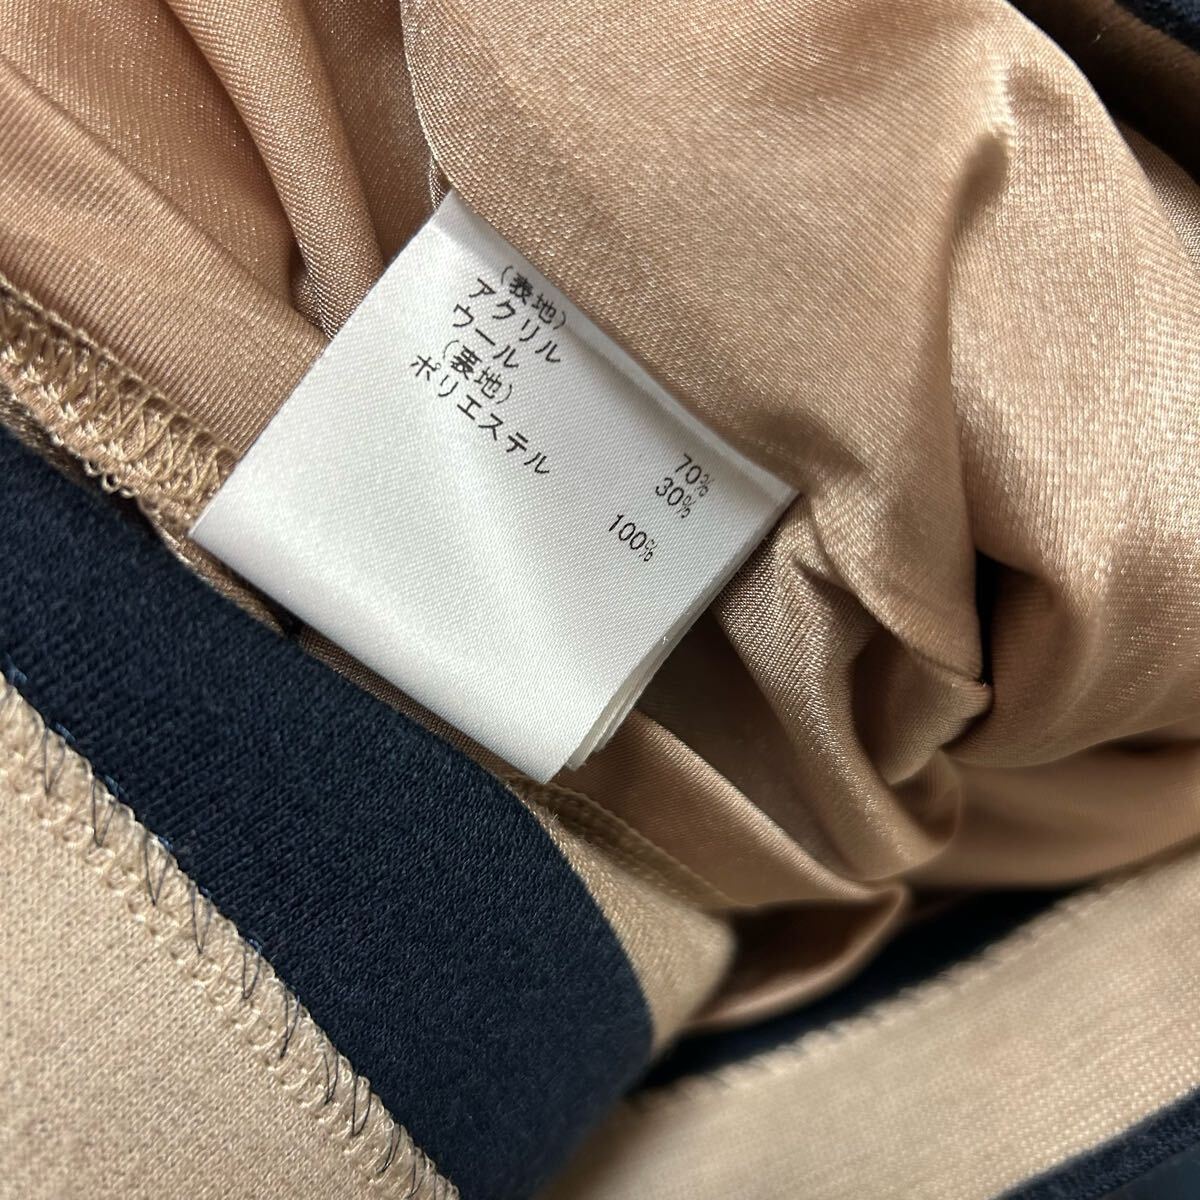 (表地)
アクリル 70%
ウール 30%
(裏地)
ポリエステル 100%